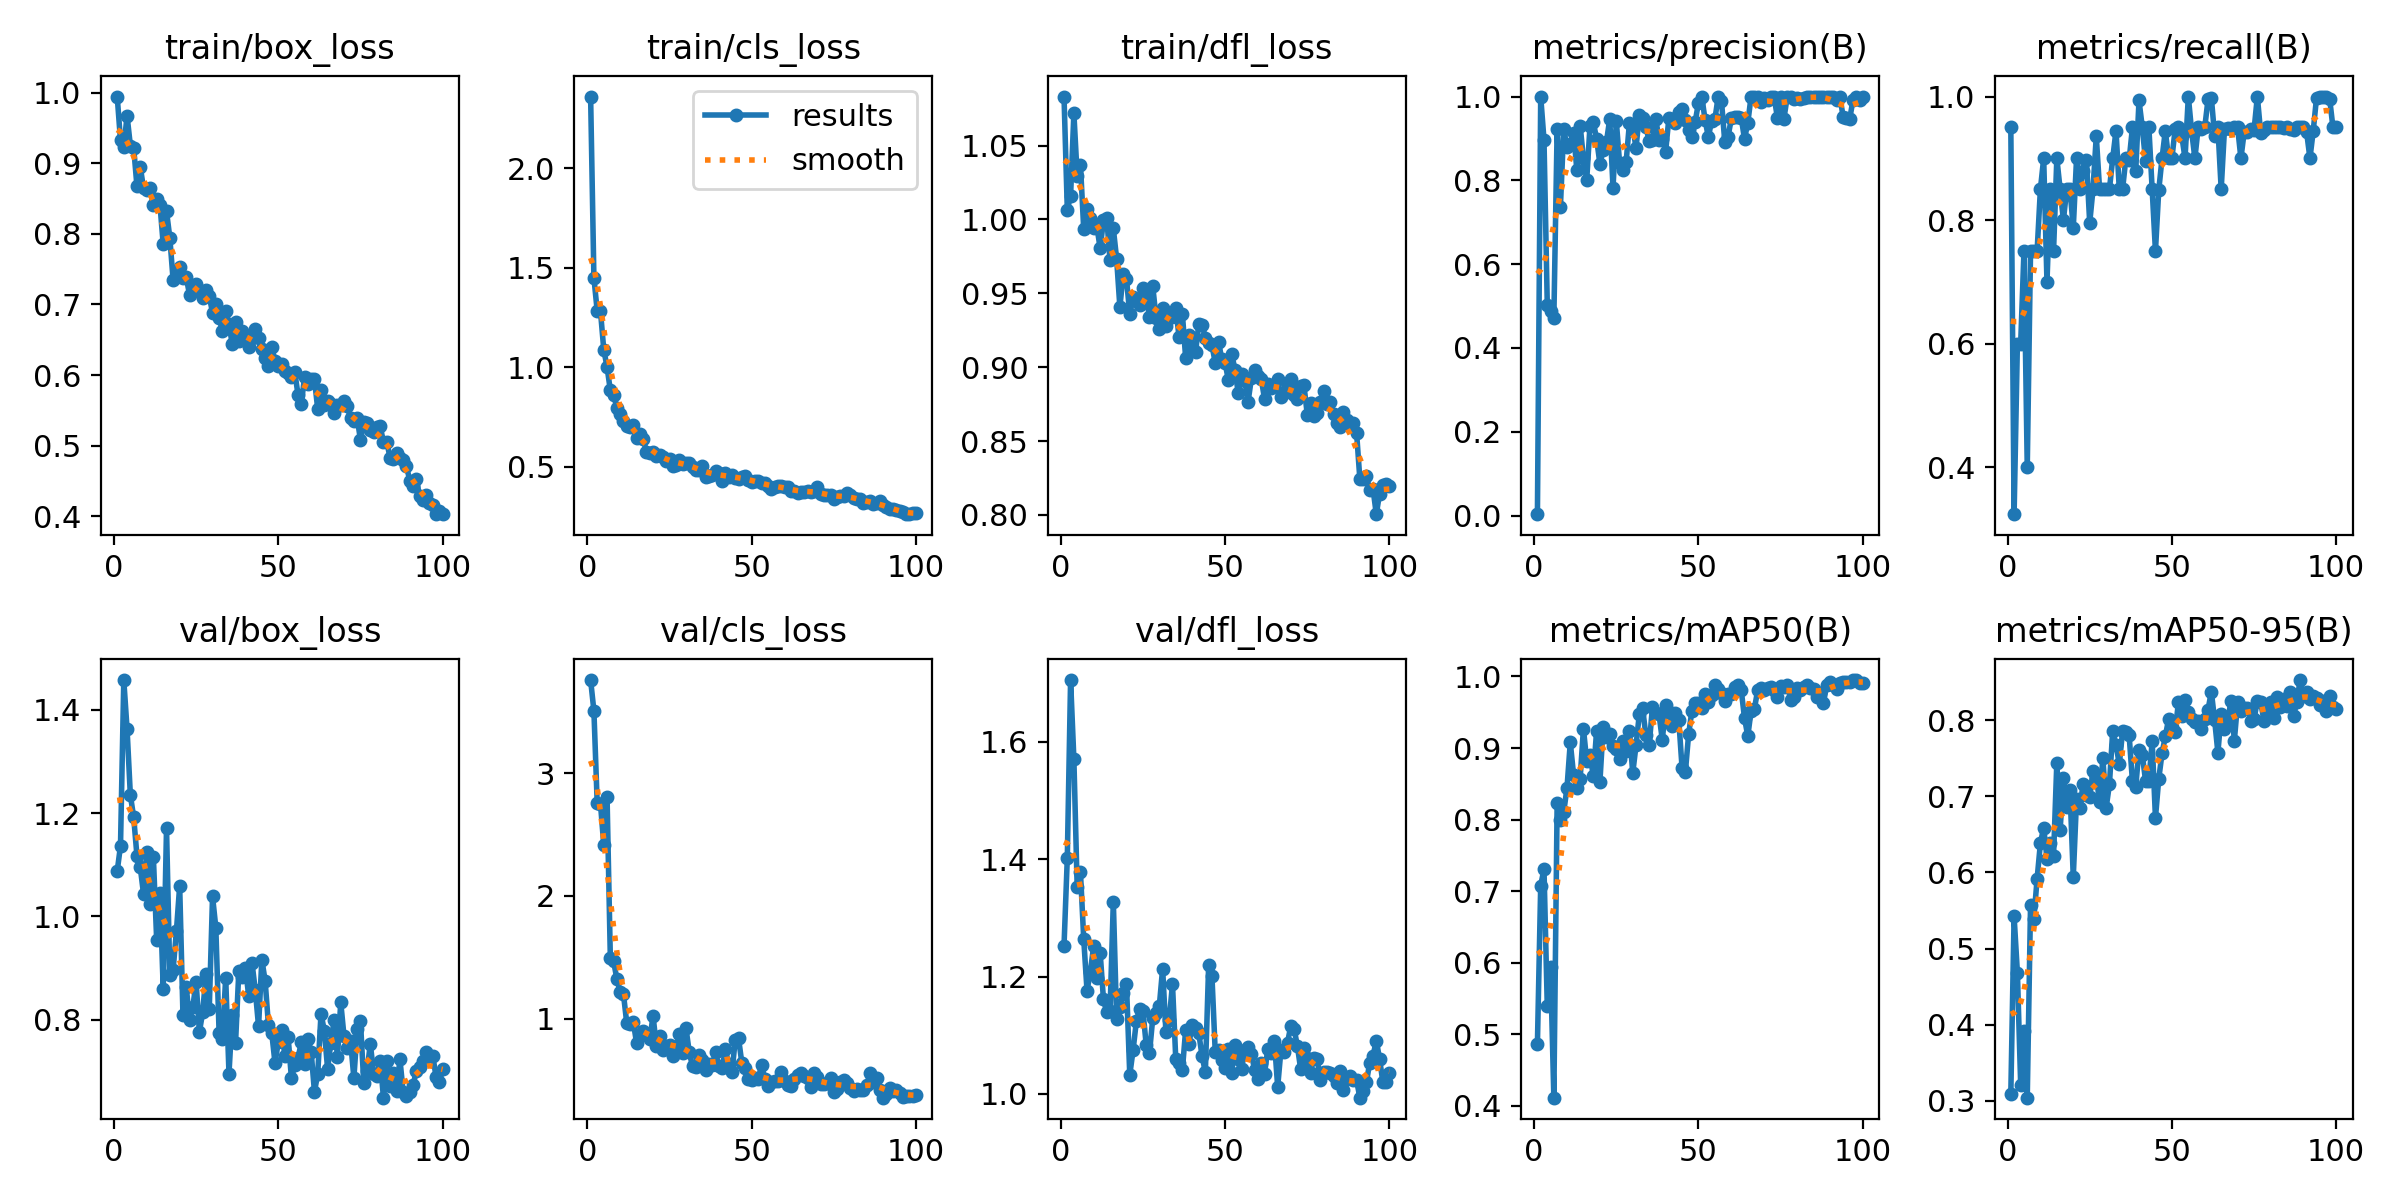 train/box_loss
1.0
0.9
0.8
0.7
0.6
0.5
0.4
0 50 100
train/cls_loss
results
smooth
2.0
1.5
1.0
0.5
0 50 100
train/dfl_loss
1.05
1.00
0.95
0.90
0.85
0.80
0 50 100
metrics/precision(B)
1.0
0.8
0.6
0.4
0.2
0.0
0 50 100
metrics/recall(B)
1.0
0.8
0.6
0.4
0 50 100
val/box_loss
1.4
1.2
1.0
0.8
0 50 100
val/cls_loss
3
2
1
0 50 100
val/dfl_loss
1.6
1.4
1.2
1.0
0 50 100
metrics/mAP50(B)
1.0
0.9
0.8
0.7
0.6
0.5
0.4
0 50 100
metrics/mAP50-95(B)
0.8
0.7
0.6
0.5
0.4
0.3
0 50 100